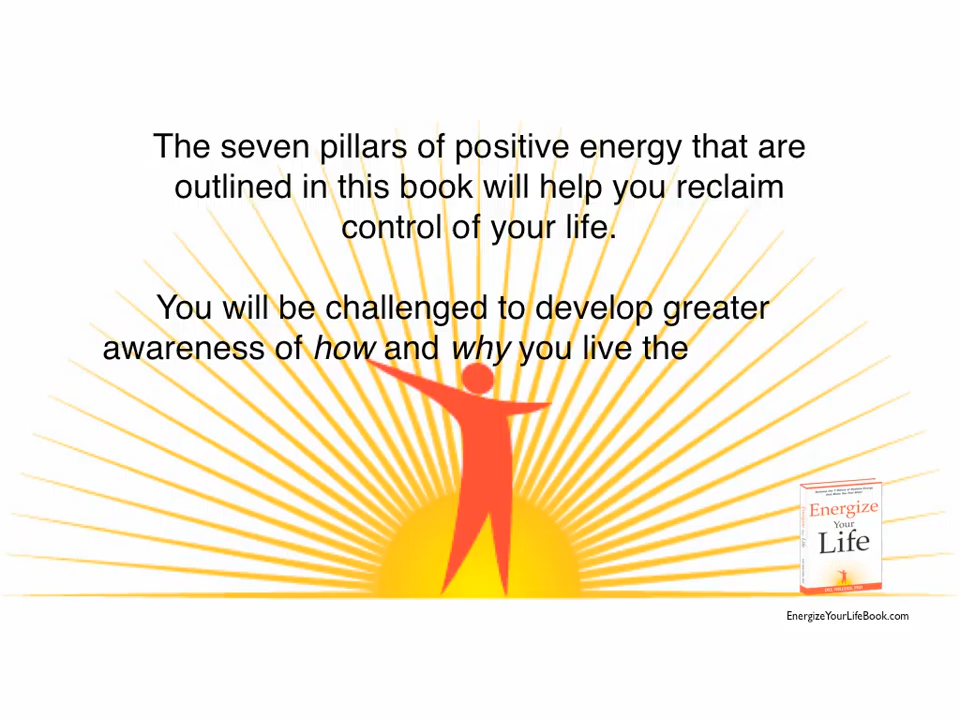 The seven pillars of positive energy that are
outlined in this book will help you reclaim
control of your life.
You will be challenged to develop greater
awareness of how and why you live the
Energize
Your
Life
EnergizeYourLifeBook.com